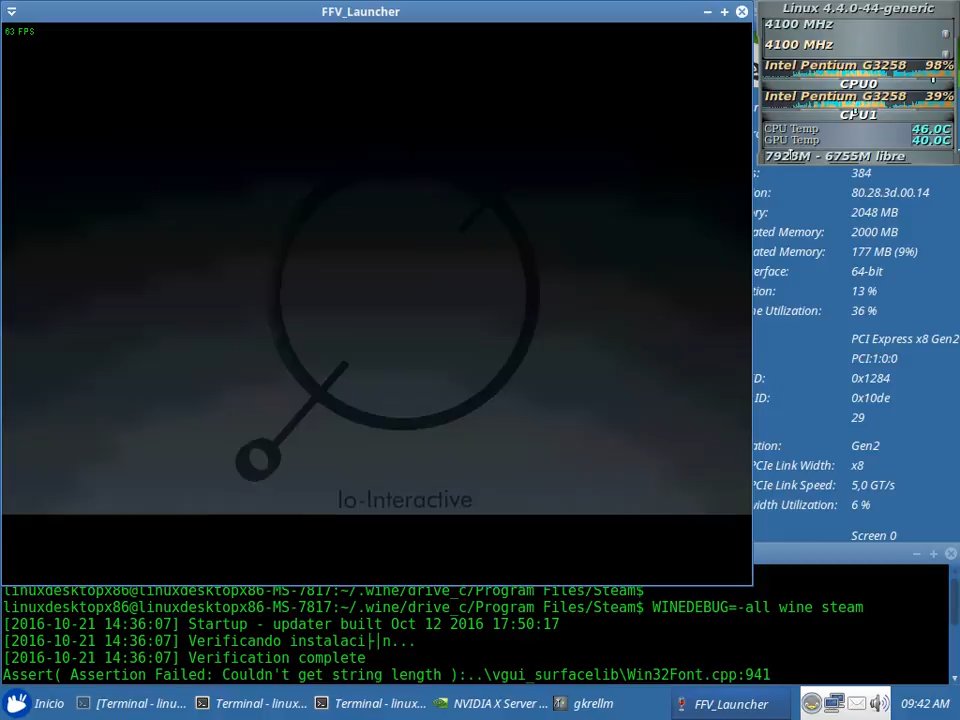 FFV_Launcher
63 FPS
Io-Interactive
Linux 4.4.0-44-generic
4100 MHz
4100 MHz
Intel Pentium G3258 98%
CPU0
Intel Pentium G3258 39%
CPU1
CPU Temp 46.0C
GPU Temp 40.0C
7923M - 6755M libre
s: 384
on: 80.28.3d.00.14
ry: 2048 MB
ated Memory: 2000 MB
ated Memory: 177 MB (9%)
erface: 64-bit
tion: 13 %
ne Utilization: 36 %
PCI Express x8 Gen2
PCI:1:0:0
ID: 0x1284
ID: 0x10de
29
ation: Gen2
PCIe Link Width: x8
PCIe Link Speed: 5,0 GT/s
width Utilization: 6 %
Screen 0
linuxdesktopx86@linuxdesktopx86-MS-7817:~/.wine/drive_c/Program Files/Steam$
linuxdesktopx86@linuxdesktopx86-MS-7817:~/.wine/drive_c/Program Files/Steam$ WINEDEBUG=-all wine steam
[2016-10-21 14:36:07] Startup - updater built Oct 12 2016 17:50:17
[2016-10-21 14:36:07] Verificando instalaci├│n...
[2016-10-21 14:36:07] Verification complete
Assert( Assertion Failed: Couldn't get string length ):..\vgui_surfacelib\Win32Font.cpp:941
Inicio
[Terminal - linu...
Terminal - linux...
Terminal - linux...
NVIDIA X Server ...
gkrellm
FFV_Launcher
09:42 AM